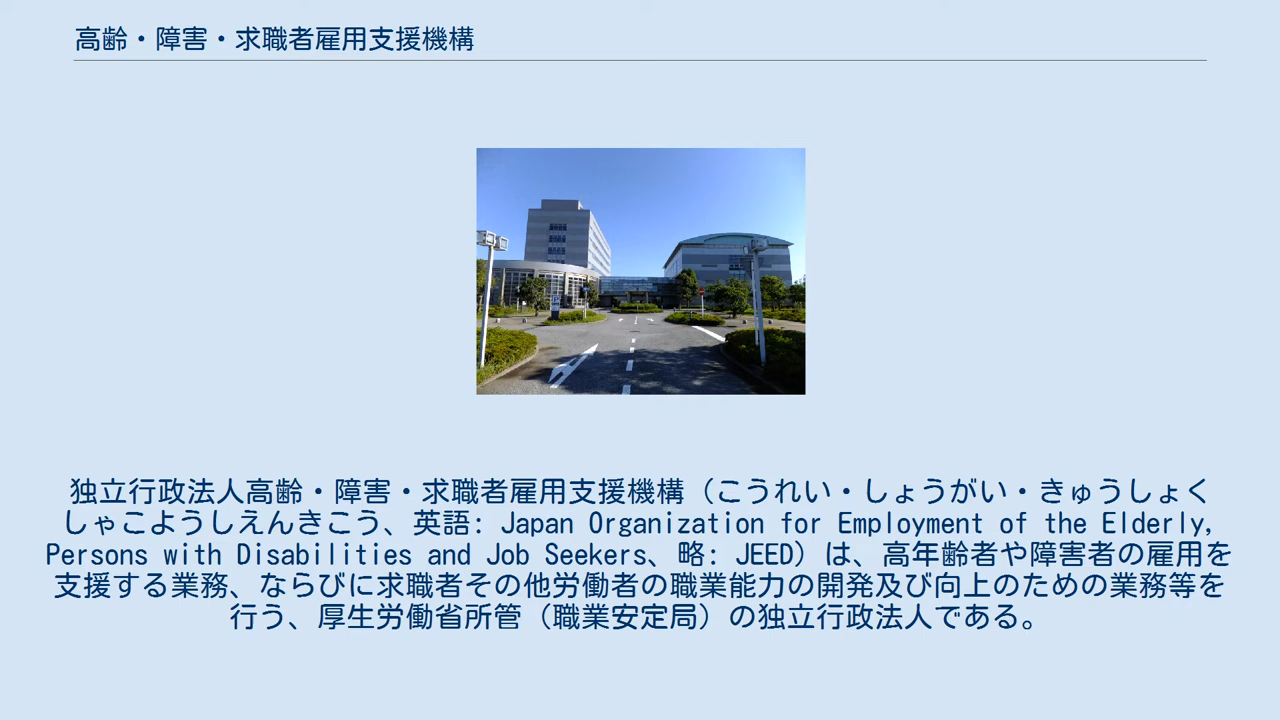 高齢・障害・求職者雇用支援機構
独立行政法人高齢・障害・求職者雇用支援機構（こうれい・しょうがい・きゅうしょく
しゃこようしえんきこう、英語: Japan Organization for Employment of the Elderly,
Persons with Disabilities and Job Seekers、略: JEED）は、高年齢者や障害者の雇用を
支援する業務、ならびに求職者その他労働者の職業能力の開発及び向上のための業務等を
行う、厚生労働省所管（職業安定局）の独立行政法人である。